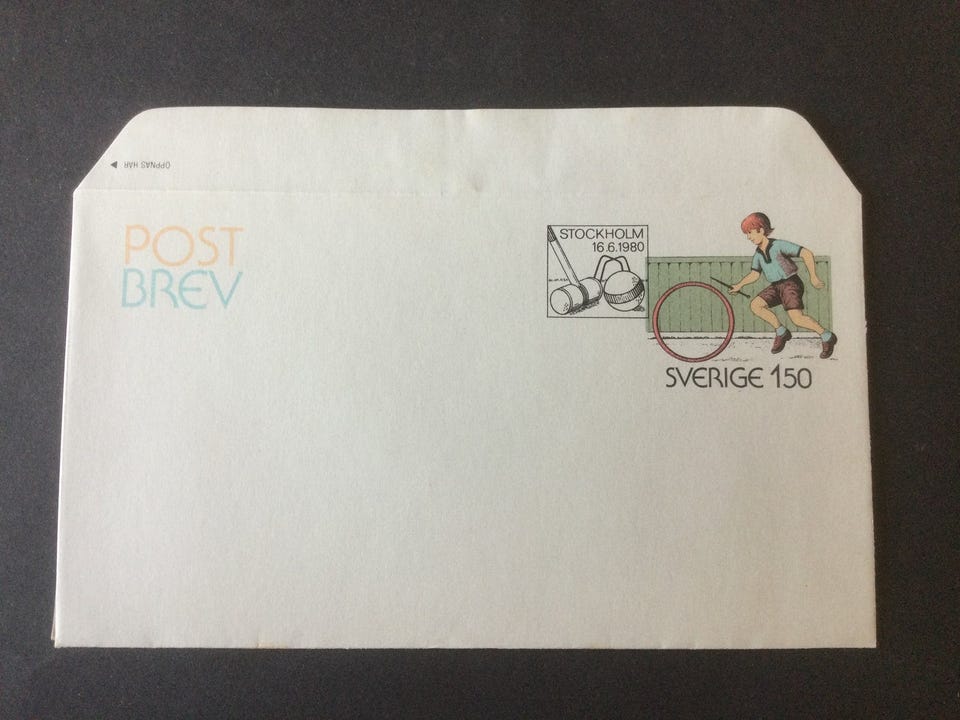 ÖPPNAS HÄR
POST
BREV
STOCKHOLM
16.6.1980
SVERIGE 150